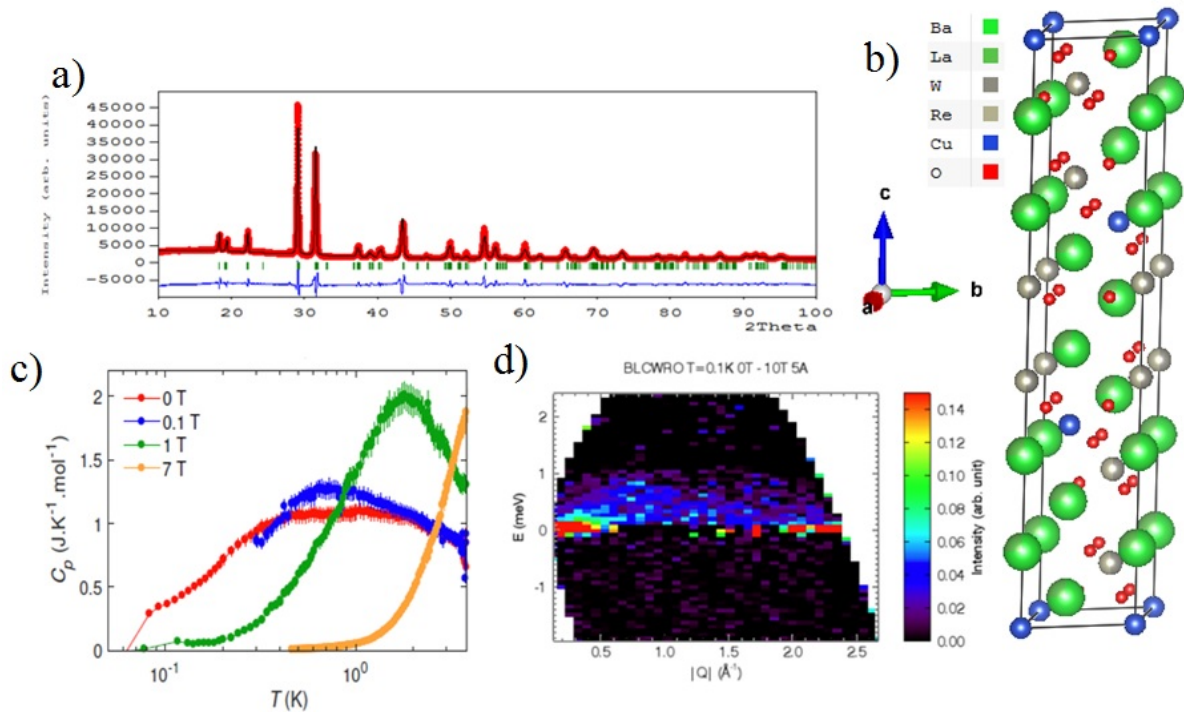 a)
Intensity (arb. units)
45000
40000
35000
30000
25000
20000
15000
10000
5000
0
-5000
10 20 30 40 50 60 70 80 90 100
2Theta
b)
Ba
La
W
Re
Cu
O
c
b
a
c)
0 T
0.1 T
1 T
7 T
Cp (J.K⁻¹.mol⁻¹)
2
1.5
1
0.5
0
10⁻¹ 10⁰
T (K)
d)
BLCWRO T=0.1K 0T - 10T 5A
E (meV)
2
1
0
-1
0.5 1.0 1.5 2.0 2.5
|Q| (Å⁻¹)
0.14
0.12
0.10
0.08
0.06
0.04
0.02
0.00
Intensity (arb. unit)